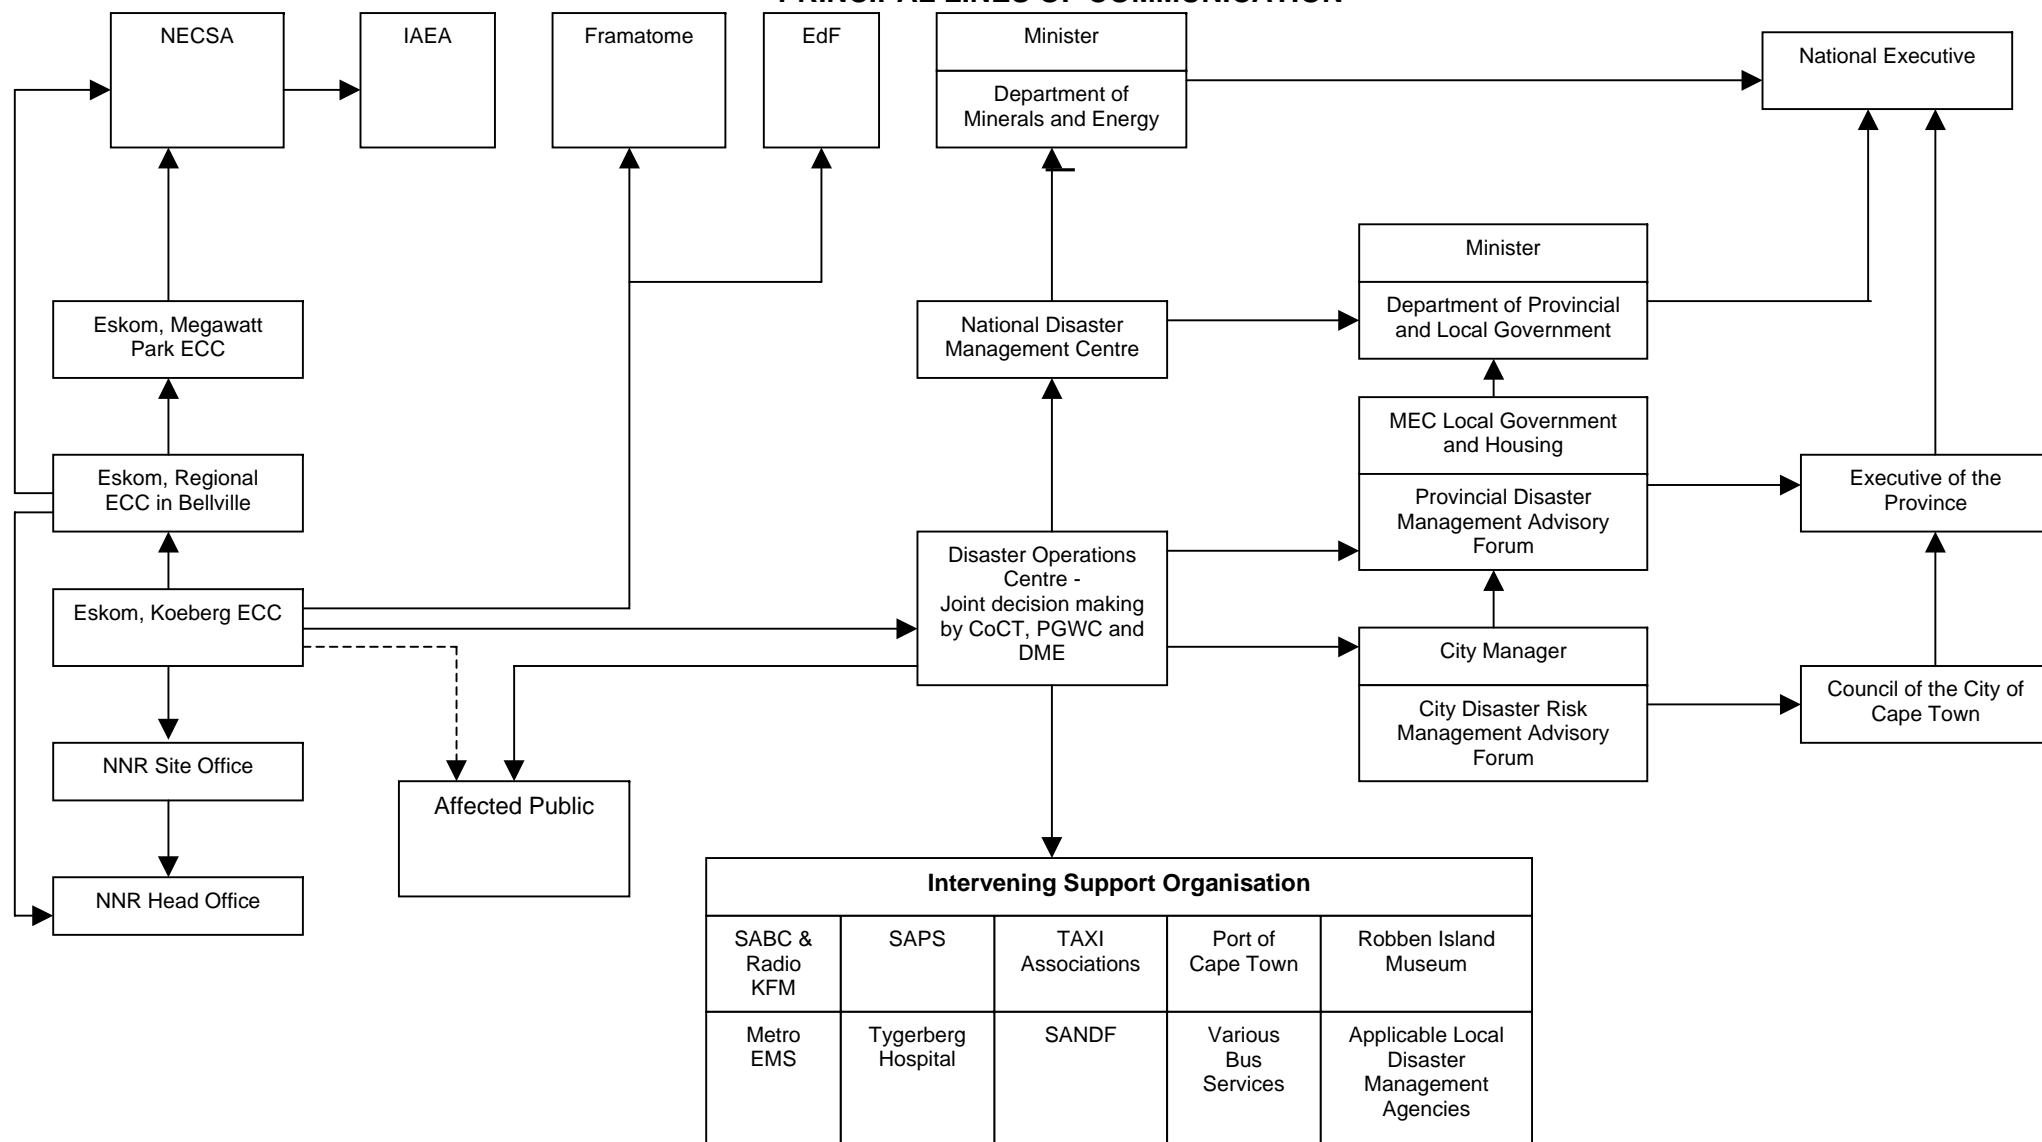 PRINCIPAL LINES OF COMMUNICATION
NECSA
IAEA
Framatome
EdF
Minister
Department of
Minerals and Energy
National Executive
Minister
Department of Provincial
and Local Government
Eskom, Megawatt
Park ECC
National Disaster
Management Centre
MEC Local Government
and Housing
Provincial Disaster
Management Advisory
Forum
Eskom, Regional
ECC in Bellville
Executive of the
Province
Disaster Operations
Centre -
Joint decision making
by CoCT, PGWC and
DME
Eskom, Koeberg ECC
City Manager
City Disaster Risk
Management Advisory
Forum
Council of the City of
Cape Town
NNR Site Office
Affected Public
NNR Head Office
Intervening Support Organisation
SABC &
Radio
KFM
SAPS
TAXI
Associations
Port of
Cape Town
Robben Island
Museum
Metro
EMS
Tygerberg
Hospital
SANDF
Various
Bus
Services
Applicable Local
Disaster
Management
Agencies